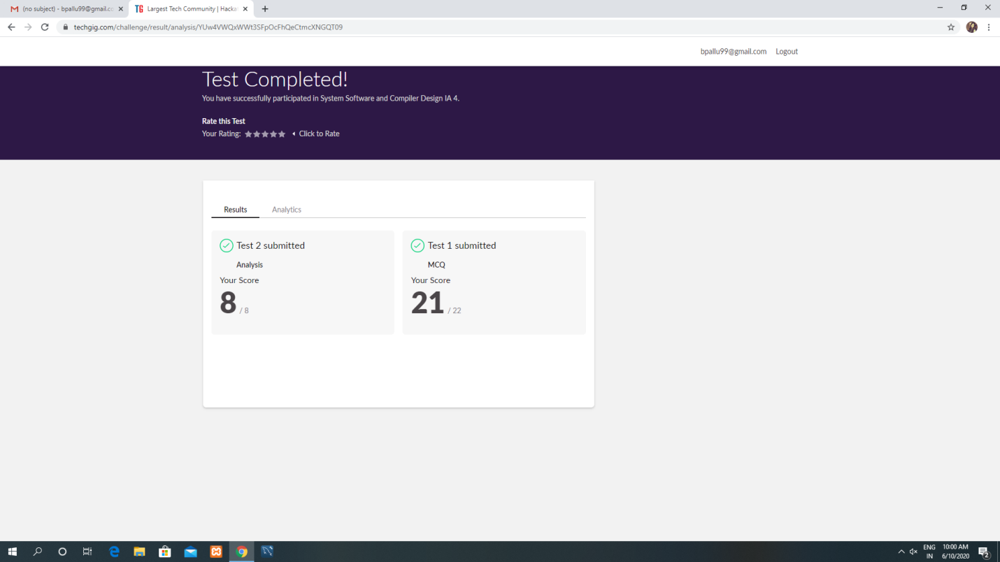 (no subject) - bpallu99@gmail.co
TG Largest Tech Community | Hacka
techgig.com/challenge/result/analysis/YUw4VWQxWWt3SFpOcFhQeCtmcXNGQT09
bpallu99@gmail.com Logout
Test Completed!
You have successfully participated in System Software and Compiler Design IA 4.
Rate this Test
Your Rating: Click to Rate
Results Analytics
Test 2 submitted
Analysis
Your Score
8 / 8
Test 1 submitted
MCQ
Your Score
21 / 22
ENG
IN
10:00 AM
6/10/2020
2